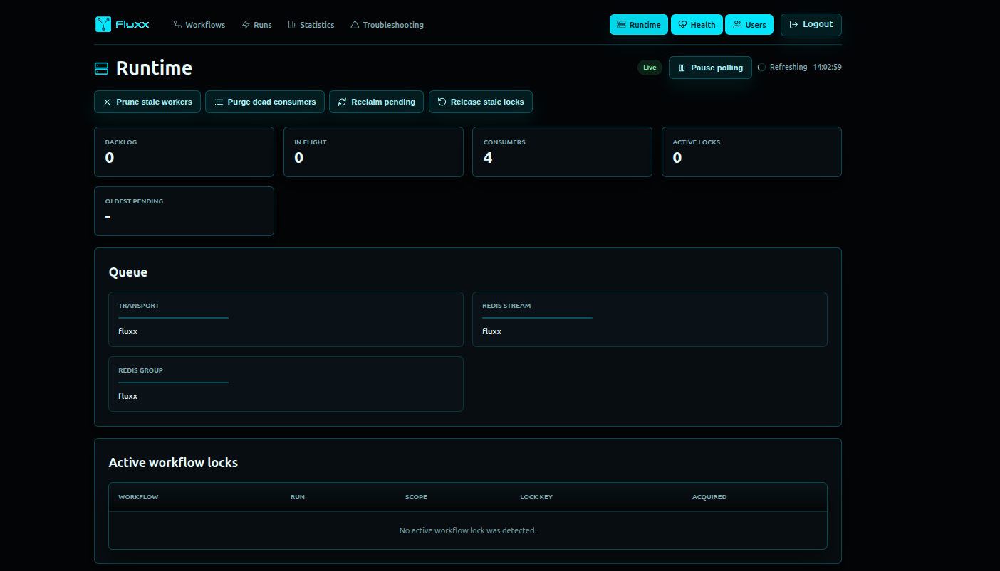 Fluxx Workflows Runs Statistics Troubleshooting Runtime Health Users Logout
Runtime Live Pause polling Refreshing 14:02:59
Prune stale workers Purge dead consumers Reclaim pending Release stale locks
BACKLOG IN FLIGHT CONSUMERS ACTIVE LOCKS
0 0 4 0
OLDEST PENDING
-
Queue
TRANSPORT REDIS STREAM
fluxx fluxx
REDIS GROUP
fluxx
Active workflow locks
WORKFLOW RUN SCOPE LOCK KEY ACQUIRED
No active workflow lock was detected.